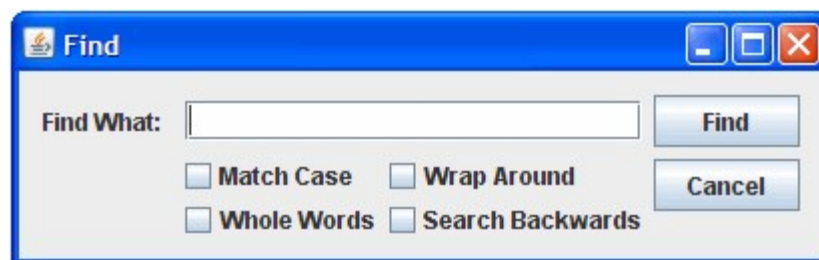 Find
Find What:
Find
Match Case
Wrap Around
Cancel
Whole Words
Search Backwards